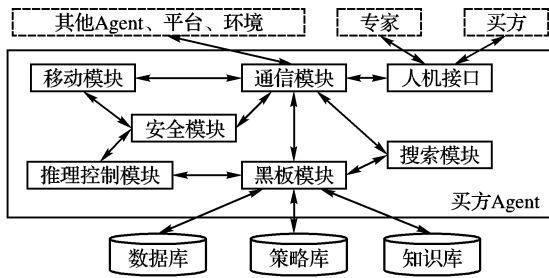 其他Agent、平台、环境
专家
买方
移动模块
通信模块
人机接口
安全模块
搜索模块
推理控制模块
黑板模块
买方Agent
数据库
策略库
知识库